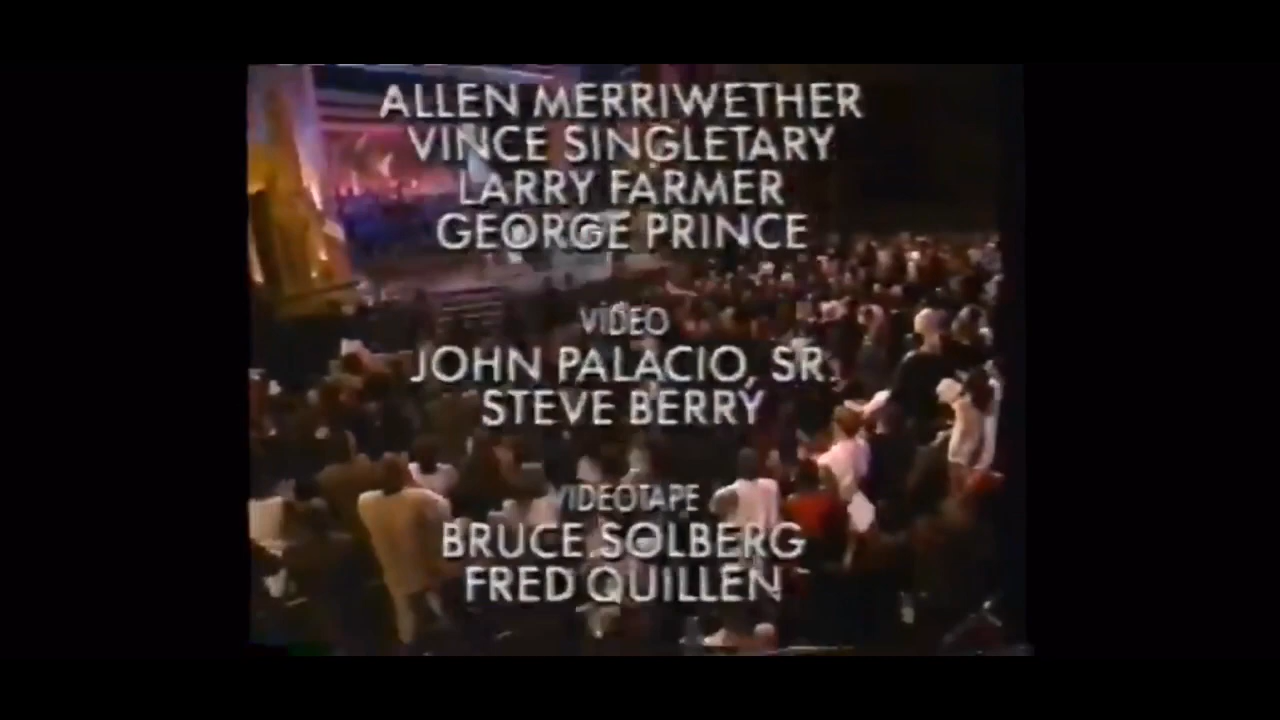 ALLEN MERRIWETHER
VINCE SINGLETARY
LARRY FARMER
GEORGE PRINCE
VIDEO
JOHN PALACIO, SR.
STEVE BERRY
VIDEOTAPE
BRUCE SOLBERG
FRED QUILLEN